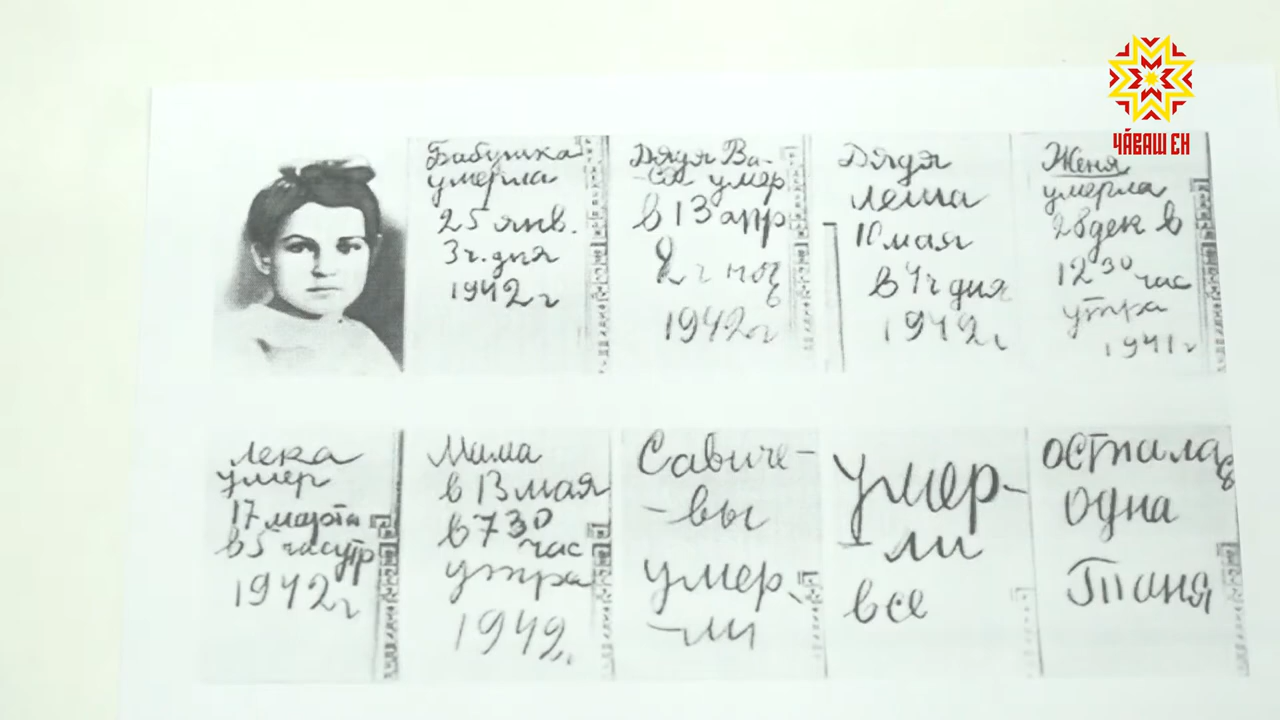 ЧӐВАШ ЕН
Бабушка
умерла
25 янв.
3 ч. дня
1942 г
Дядя Ва-
-ся умер
в 13 апр
2 ч ноч
в
1942 г
Дядя
Леша
10 мая
в 4 ч дня
1942 г
Женя
умерла
28 дек в
12 30 час
утра
1941 г
Лека
умер
17 марта
в 5 час утр
1942 г
Мама
в 13 мая
в 7 30
час
утра
1942 г
Савиче-
-вы
умер-
-ли
умер-
-ли
все
осталась
одна
Таня